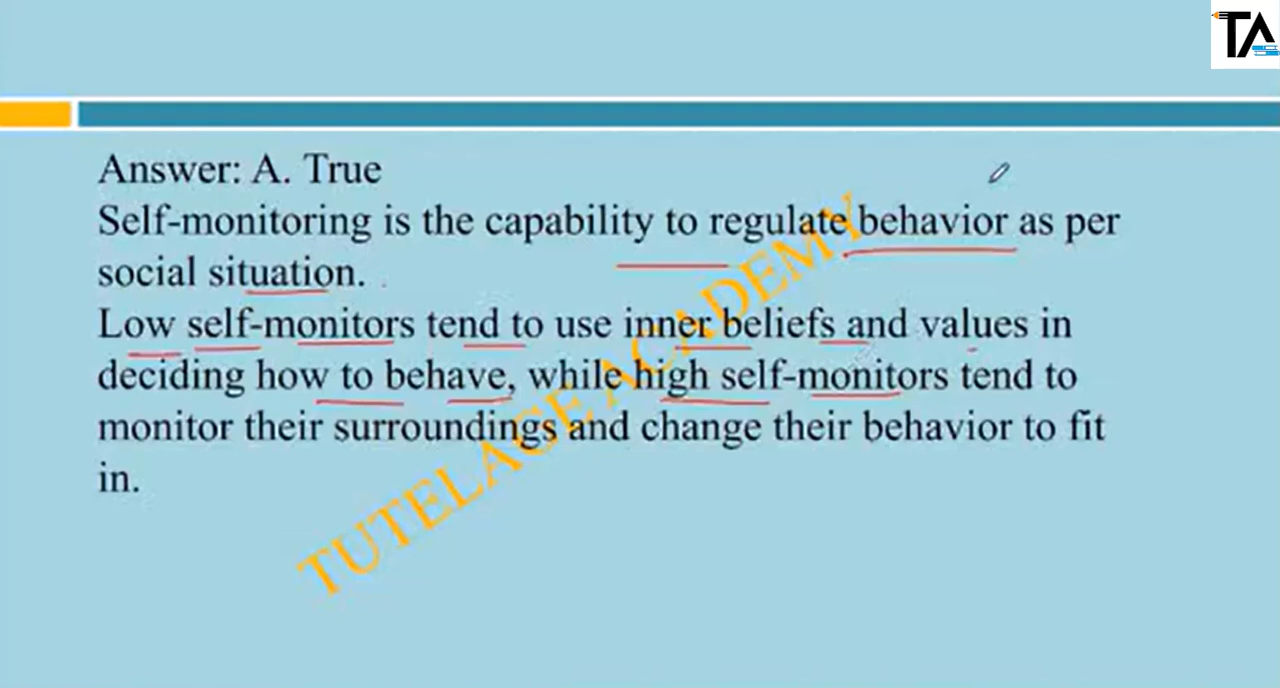 TA
Answer: A. True
Self-monitoring is the capability to regulate behavior as per
social situation.
Low self-monitors tend to use inner beliefs and values in
deciding how to behave, while high self-monitors tend to
monitor their surroundings and change their behavior to fit
in.
TUTELAGE ACADEMY